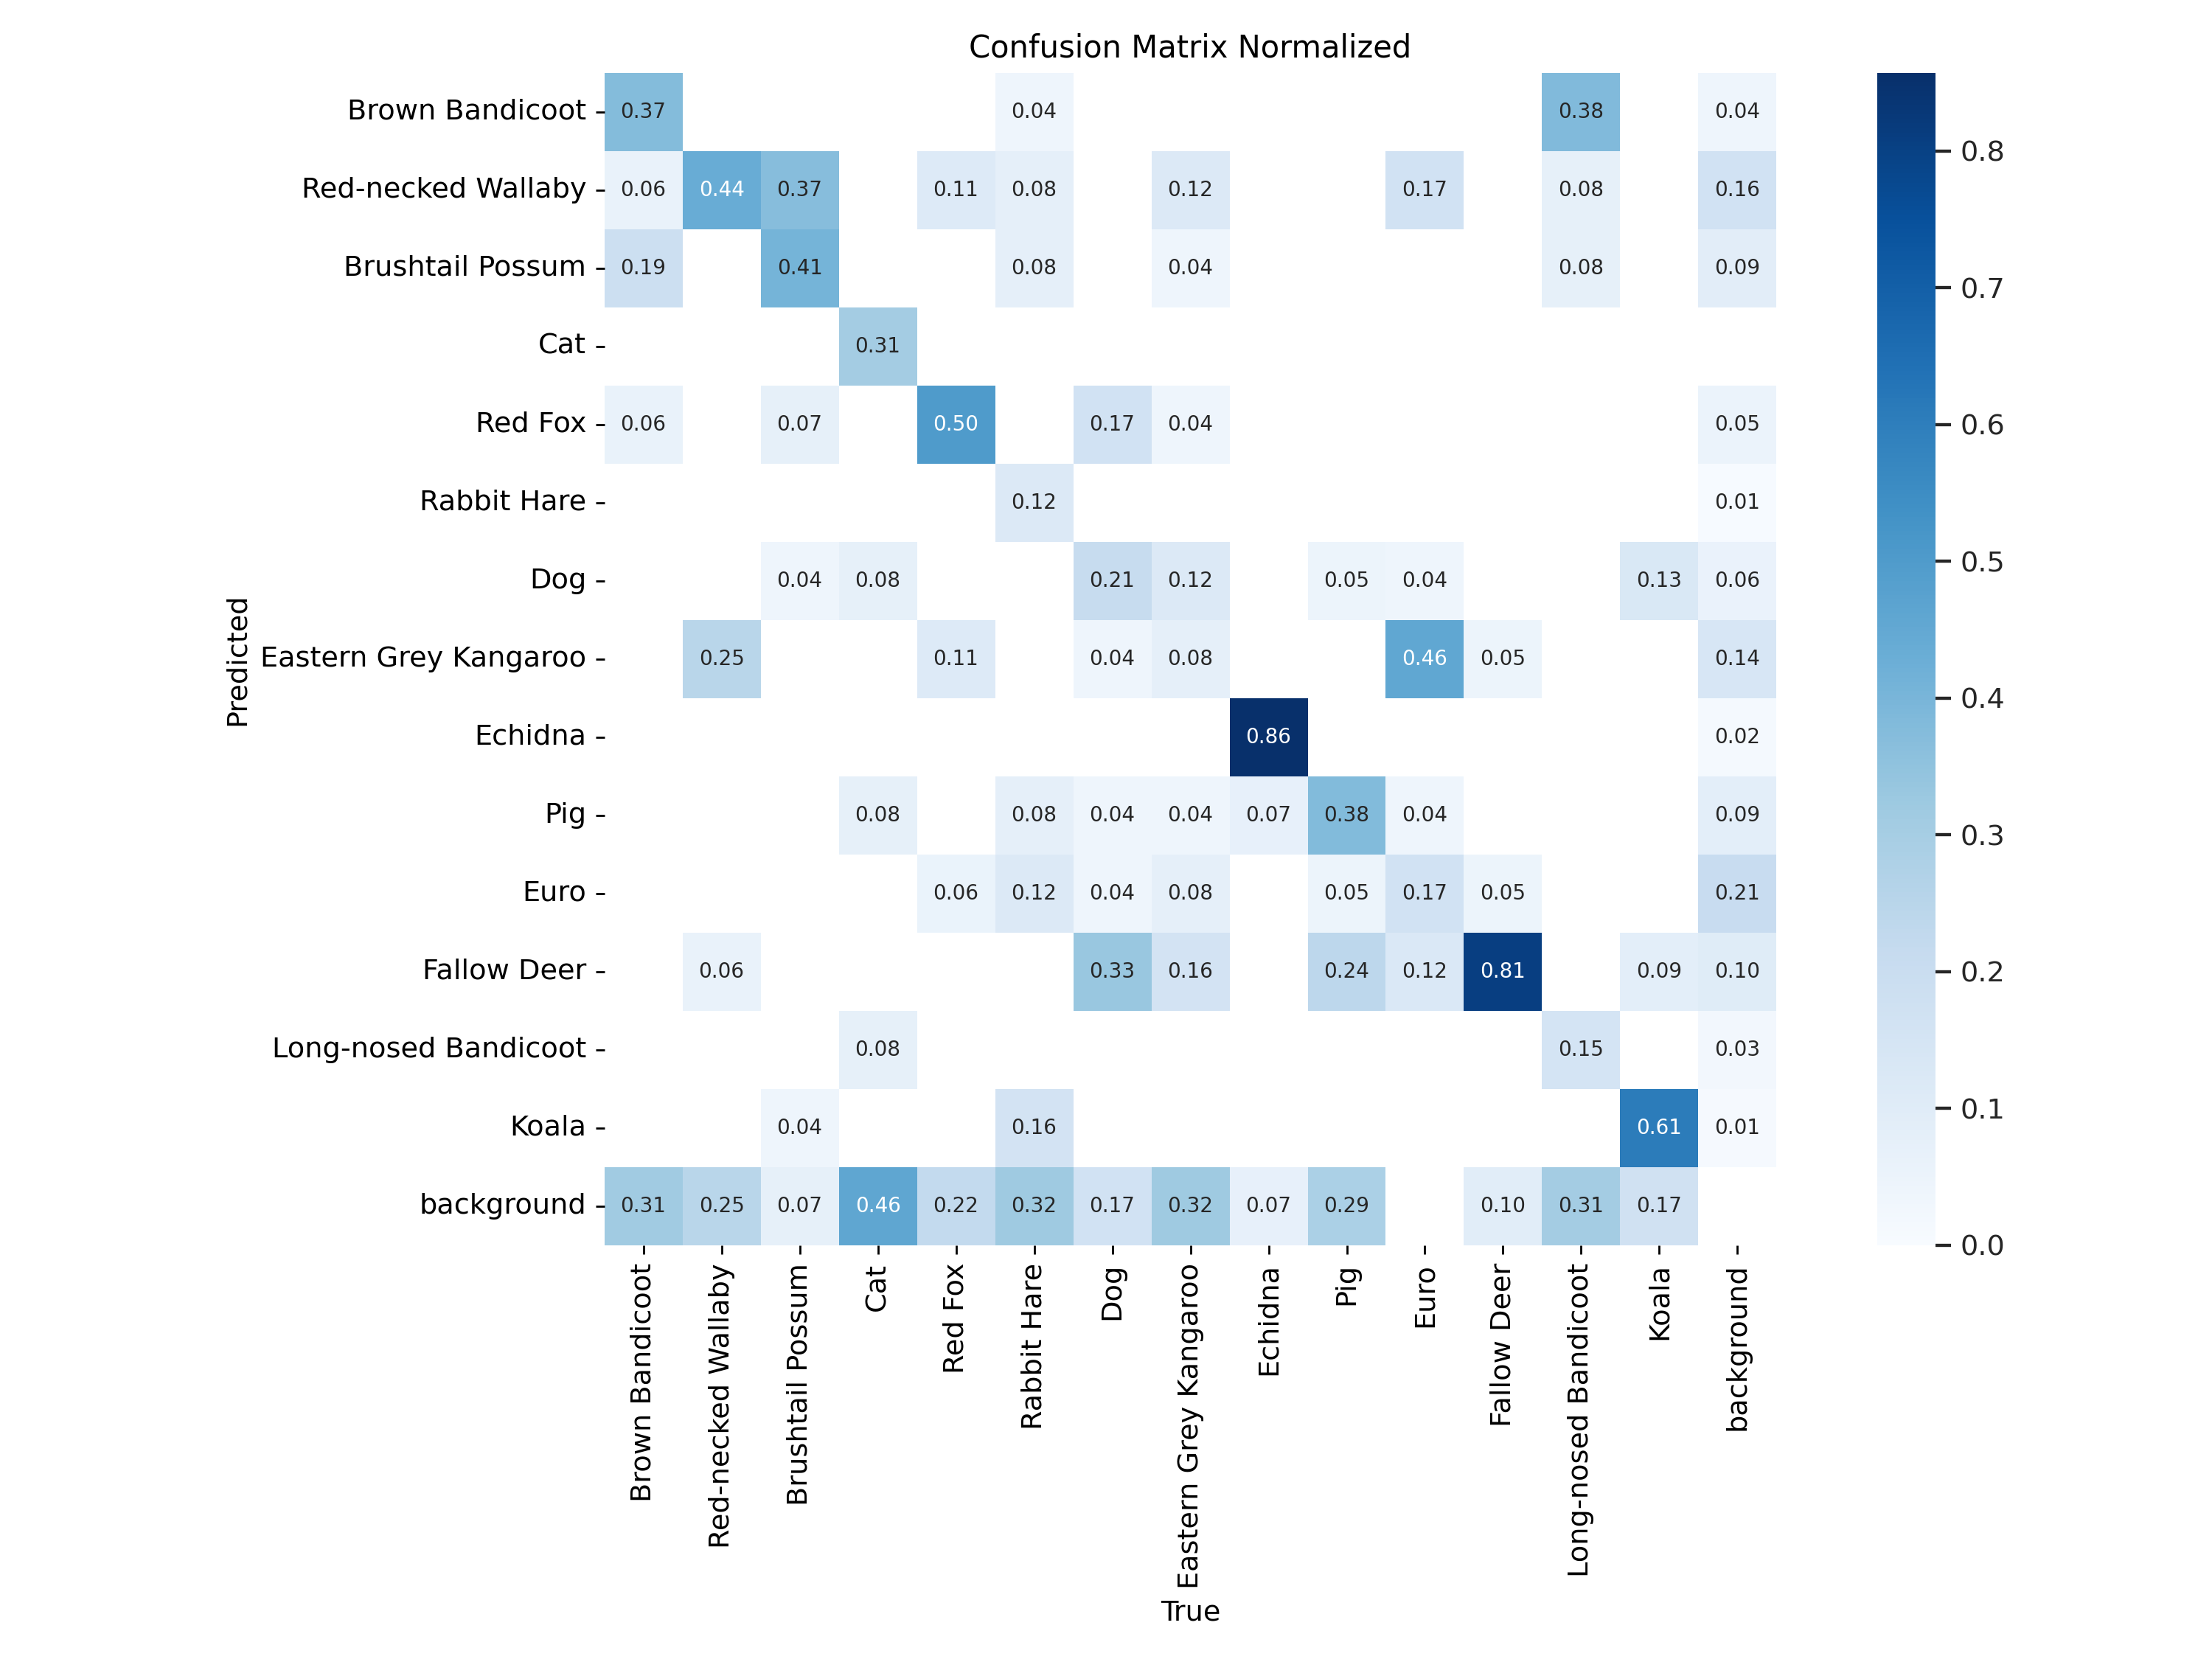 Confusion Matrix Normalized
Brown Bandicoot 0.37 0.04 0.38 0.04
Red-necked Wallaby 0.06 0.44 0.37 0.11 0.08 0.12 0.17 0.08 0.16
Brushtail Possum 0.19 0.41 0.08 0.04 0.08 0.09
Cat 0.31
Red Fox 0.06 0.07 0.50 0.17 0.04 0.05
Rabbit Hare 0.12 0.01
Dog 0.04 0.08 0.21 0.12 0.05 0.04 0.13 0.06
Eastern Grey Kangaroo 0.25 0.11 0.04 0.08 0.46 0.05 0.14
Echidna 0.86 0.02
Pig 0.08 0.08 0.04 0.04 0.07 0.38 0.04 0.09
Euro 0.06 0.12 0.04 0.08 0.05 0.17 0.05 0.21
Fallow Deer 0.06 0.33 0.16 0.24 0.12 0.81 0.09 0.10
Long-nosed Bandicoot 0.08 0.15 0.03
Koala 0.04 0.16 0.61 0.01
background 0.31 0.25 0.07 0.46 0.22 0.32 0.17 0.32 0.07 0.29 0.10 0.31 0.17
Predicted
Brown Bandicoot
Red-necked Wallaby
Brushtail Possum
Cat
Red Fox
Rabbit Hare
Dog
Eastern Grey Kangaroo
Echidna
Pig
Euro
Fallow Deer
Long-nosed Bandicoot
Koala
background
True
0.8
0.7
0.6
0.5
0.4
0.3
0.2
0.1
0.0